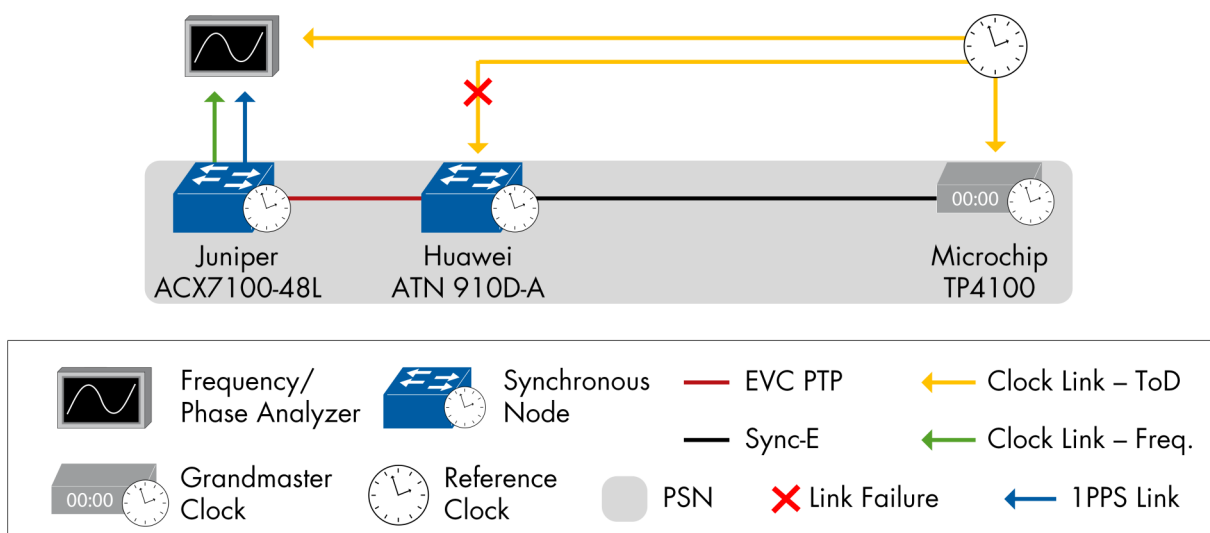 00:00
Juniper
ACX7100-48L
Huawei
ATN 910D-A
Microchip
TP4100
Frequency/
Phase Analyzer
Synchronous
Node
EVC PTP
Clock Link – ToD
Sync-E
Clock Link – Freq.
00:00
Grandmaster
Clock
Reference
Clock
PSN
Link Failure
1PPS Link